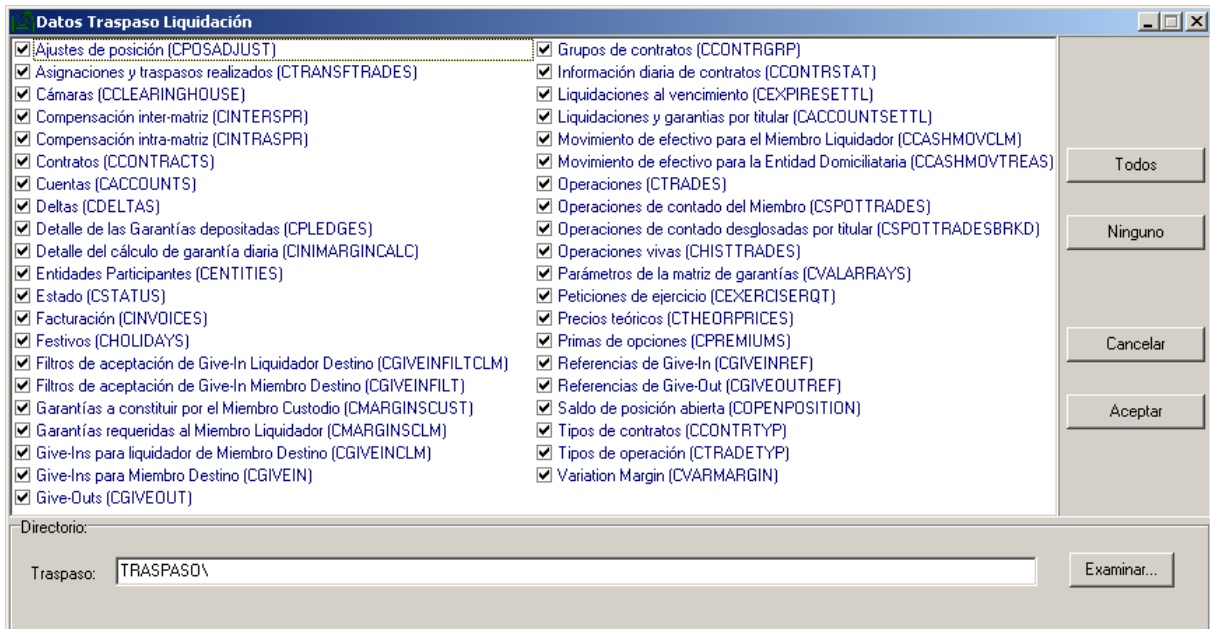 Datos Traspaso Liquidación
Ajustes de posición (CPOSADJUST)
Asignaciones y traspasos realizados (CTRANSFTRADES)
Cámaras (CCLEARINGHOUSE)
Compensación inter-matriz (CINTERSPR)
Compensación intra-matriz (CINTRASPR)
Contratos (CCONTRACTS)
Cuentas (CACCOUNTS)
Deltas (CDELTAS)
Detalle de las Garantías depositadas (CPLEDGES)
Detalle del cálculo de garantía diaria (CINIMARGINCALC)
Entidades Participantes (CENTITIES)
Estado (CSTATUS)
Facturación (CINVOICES)
Festivos (CHOLIDAYS)
Filtros de aceptación de Give-In Liquidador Destino (CGIVEINFILTCLM)
Filtros de aceptación de Give-In Miembro Destino (CGIVEINFILT)
Garantías a constituir por el Miembro Custodio (CMARGINSCUST)
Garantías requeridas al Miembro Liquidador (CMARGINSCLM)
Give-Ins para liquidador de Miembro Destino (CGIVEINCLM)
Give-Ins para Miembro Destino (CGIVEIN)
Give-Outs (CGIVEOUT)
Grupos de contratos (CCONTRGRP)
Información diaria de contratos (CCONTRSTAT)
Liquidaciones al vencimiento (CEXPIRESETTL)
Liquidaciones y garantias por titular (CACCOUNTSETTL)
Movimiento de efectivo para el Miembro Liquidador (CCASHMOVCLM)
Movimiento de efectivo para la Entidad Domiciliataria (CCASHMOVTREAS)
Operaciones (CTRADES)
Operaciones de contado del Miembro (CSPOTTRADES)
Operaciones de contado desglosadas por titular (CSPOTTRADESBRKD)
Operaciones vivas (CHISTTRADES)
Parámetros de la matriz de garantías (CVALARRAYS)
Peticiones de ejercicio (CEXERCISERQT)
Precios teóricos (CTHEORPRICES)
Primas de opciones (CPREMIUMS)
Referencias de Give-In (CGIVEINREF)
Referencias de Give-Out (CGIVEOUTREF)
Saldo de posición abierta (COPENPOSITION)
Tipos de contratos (CCONTRTYP)
Tipos de operación (CTRADETYP)
Variation Margin (CVARMARGIN)
Todos
Ninguno
Cancelar
Aceptar
Directorio:
Traspaso:
TRASPASO\
Examinar...